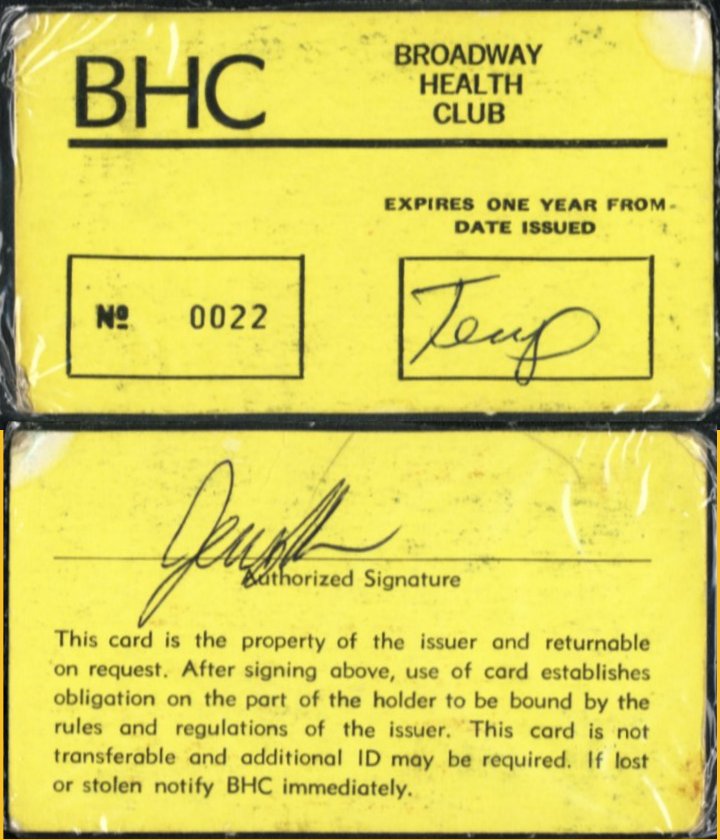 BHC
BROADWAY
HEALTH
CLUB
EXPIRES ONE YEAR FROM
DATE ISSUED
Nº 0022
Temp
Authorized Signature
This card is the property of the issuer and returnable
on request. After signing above, use of card establishes
obligation on the part of the holder to be bound by the
rules and regulations of the issuer. This card is not
transferable and additional ID may be required. If lost
or stolen notify BHC immediately.